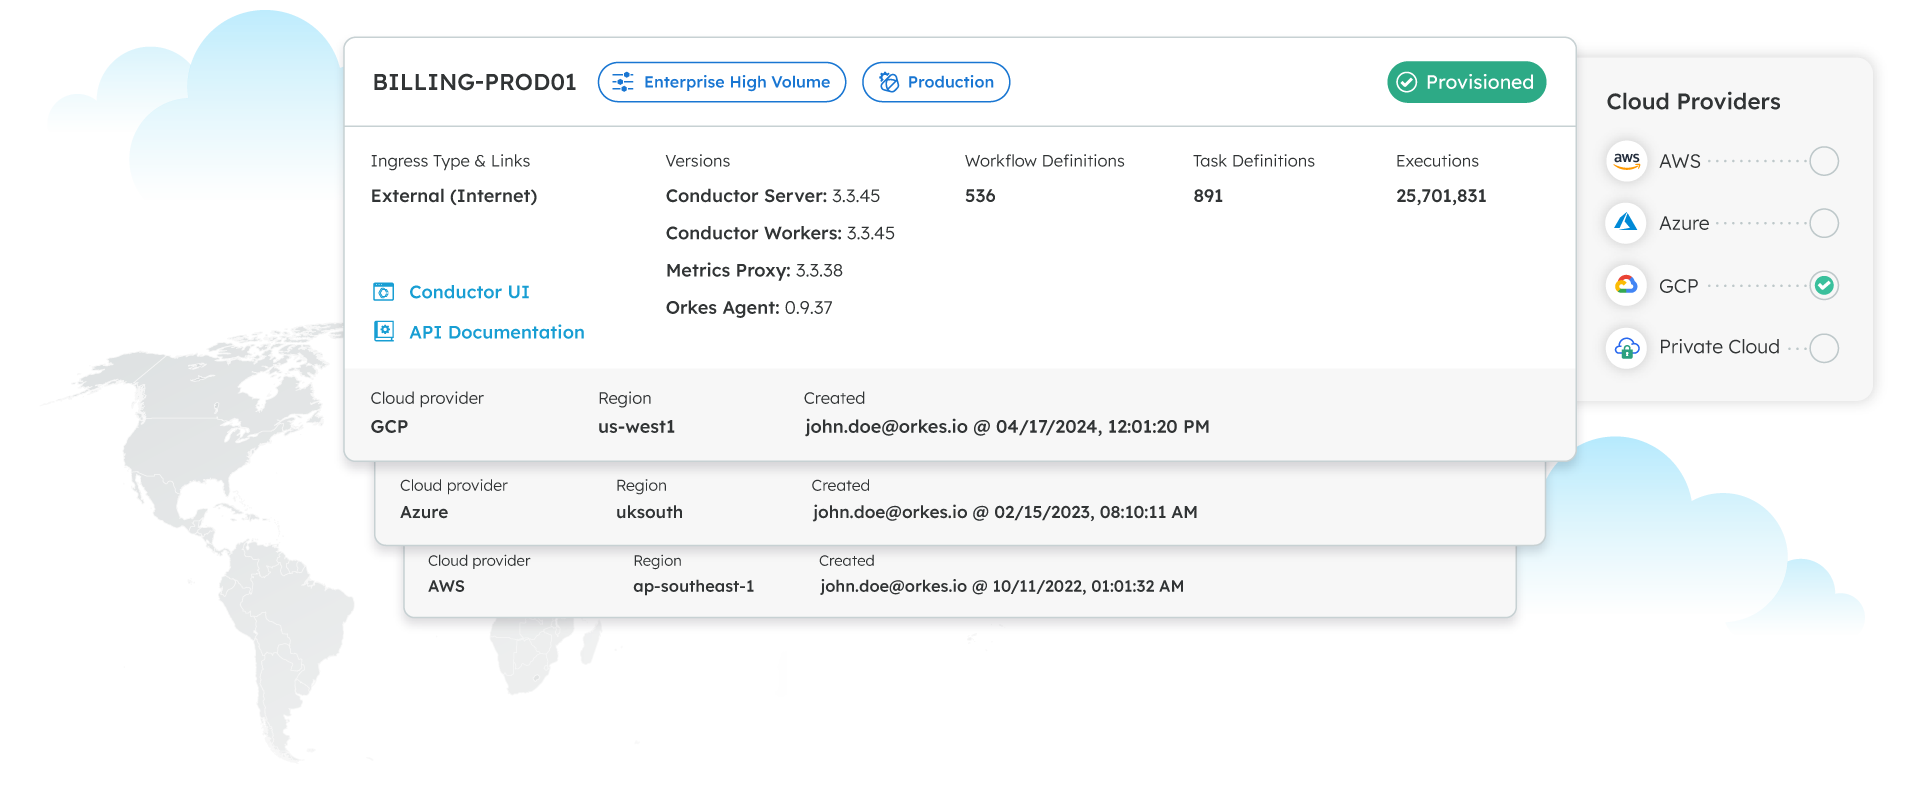 BILLING-PROD01
Enterprise High Volume
Production
Provisioned
Ingress Type & Links
External (Internet)
Conductor UI
API Documentation
Versions
Conductor Server: 3.3.45
Conductor Workers: 3.3.45
Metrics Proxy: 3.3.38
Orkes Agent: 0.9.37
Workflow Definitions
536
Task Definitions
891
Executions
25,701,831
Cloud provider
GCP
Region
us-west1
Created
john.doe@orkes.io @ 04/17/2024, 12:01:20 PM
Cloud provider
Azure
Region
uksouth
Created
john.doe@orkes.io @ 02/15/2023, 08:10:11 AM
Cloud provider
AWS
Region
ap-southeast-1
Created
john.doe@orkes.io @ 10/11/2022, 01:01:32 AM
Cloud Providers
aws
AWS
Azure
GCP
Private Cloud